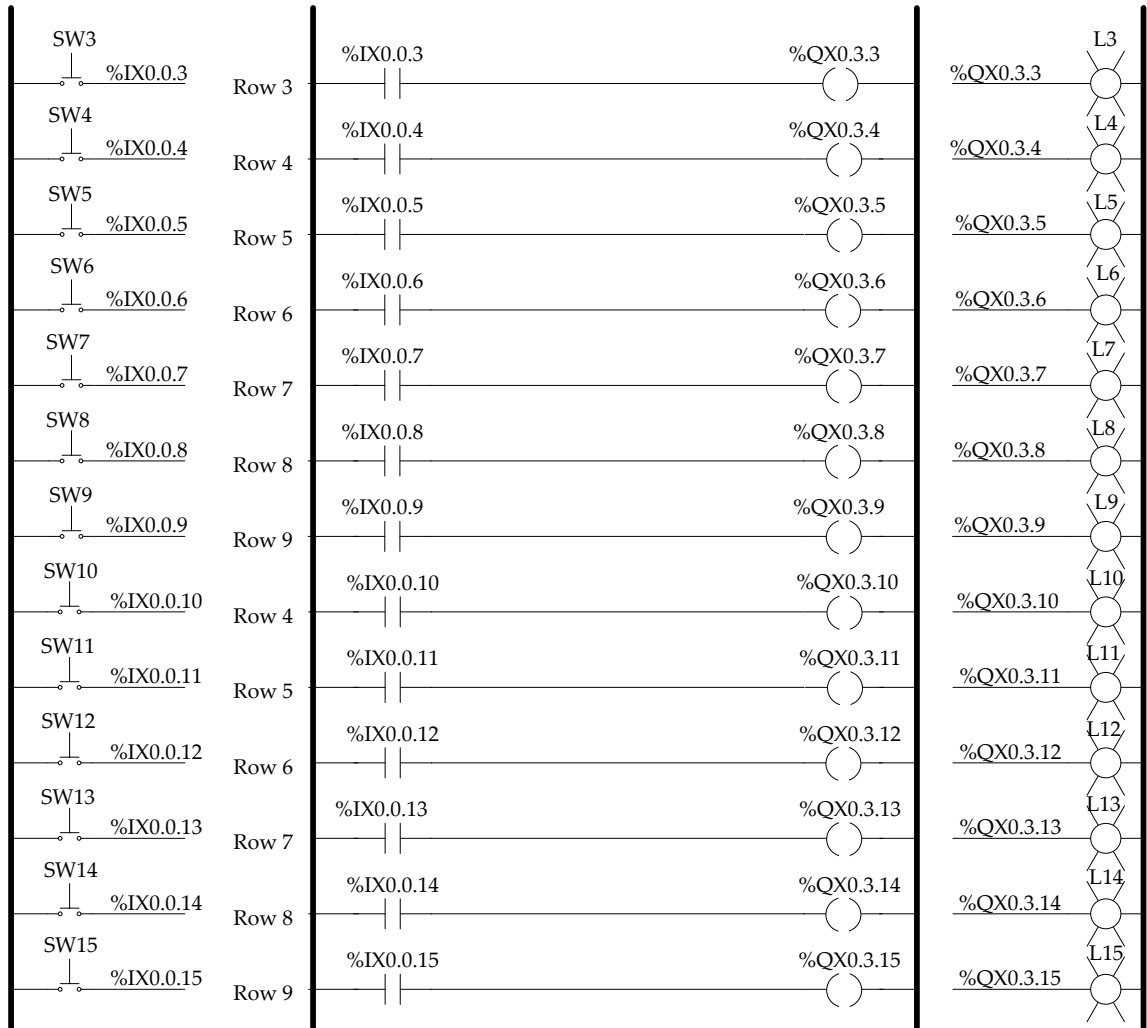 SW3 %IX0.0.3 Row 3 %IX0.0.3 %QX0.3.3 %QX0.3.3 L3
SW4 %IX0.0.4 Row 4 %IX0.0.4 %QX0.3.4 %QX0.3.4 L4
SW5 %IX0.0.5 Row 5 %IX0.0.5 %QX0.3.5 %QX0.3.5 L5
SW6 %IX0.0.6 Row 6 %IX0.0.6 %QX0.3.6 %QX0.3.6 L6
SW7 %IX0.0.7 Row 7 %IX0.0.7 %QX0.3.7 %QX0.3.7 L7
SW8 %IX0.0.8 Row 8 %IX0.0.8 %QX0.3.8 %QX0.3.8 L8
SW9 %IX0.0.9 Row 9 %IX0.0.9 %QX0.3.9 %QX0.3.9 L9
SW10 %IX0.0.10 Row 4 %IX0.0.10 %QX0.3.10 %QX0.3.10 L10
SW11 %IX0.0.11 Row 5 %IX0.0.11 %QX0.3.11 %QX0.3.11 L11
SW12 %IX0.0.12 Row 6 %IX0.0.12 %QX0.3.12 %QX0.3.12 L12
SW13 %IX0.0.13 Row 7 %IX0.0.13 %QX0.3.13 %QX0.3.13 L13
SW14 %IX0.0.14 Row 8 %IX0.0.14 %QX0.3.14 %QX0.3.14 L14
SW15 %IX0.0.15 Row 9 %IX0.0.15 %QX0.3.15 %QX0.3.15 L15